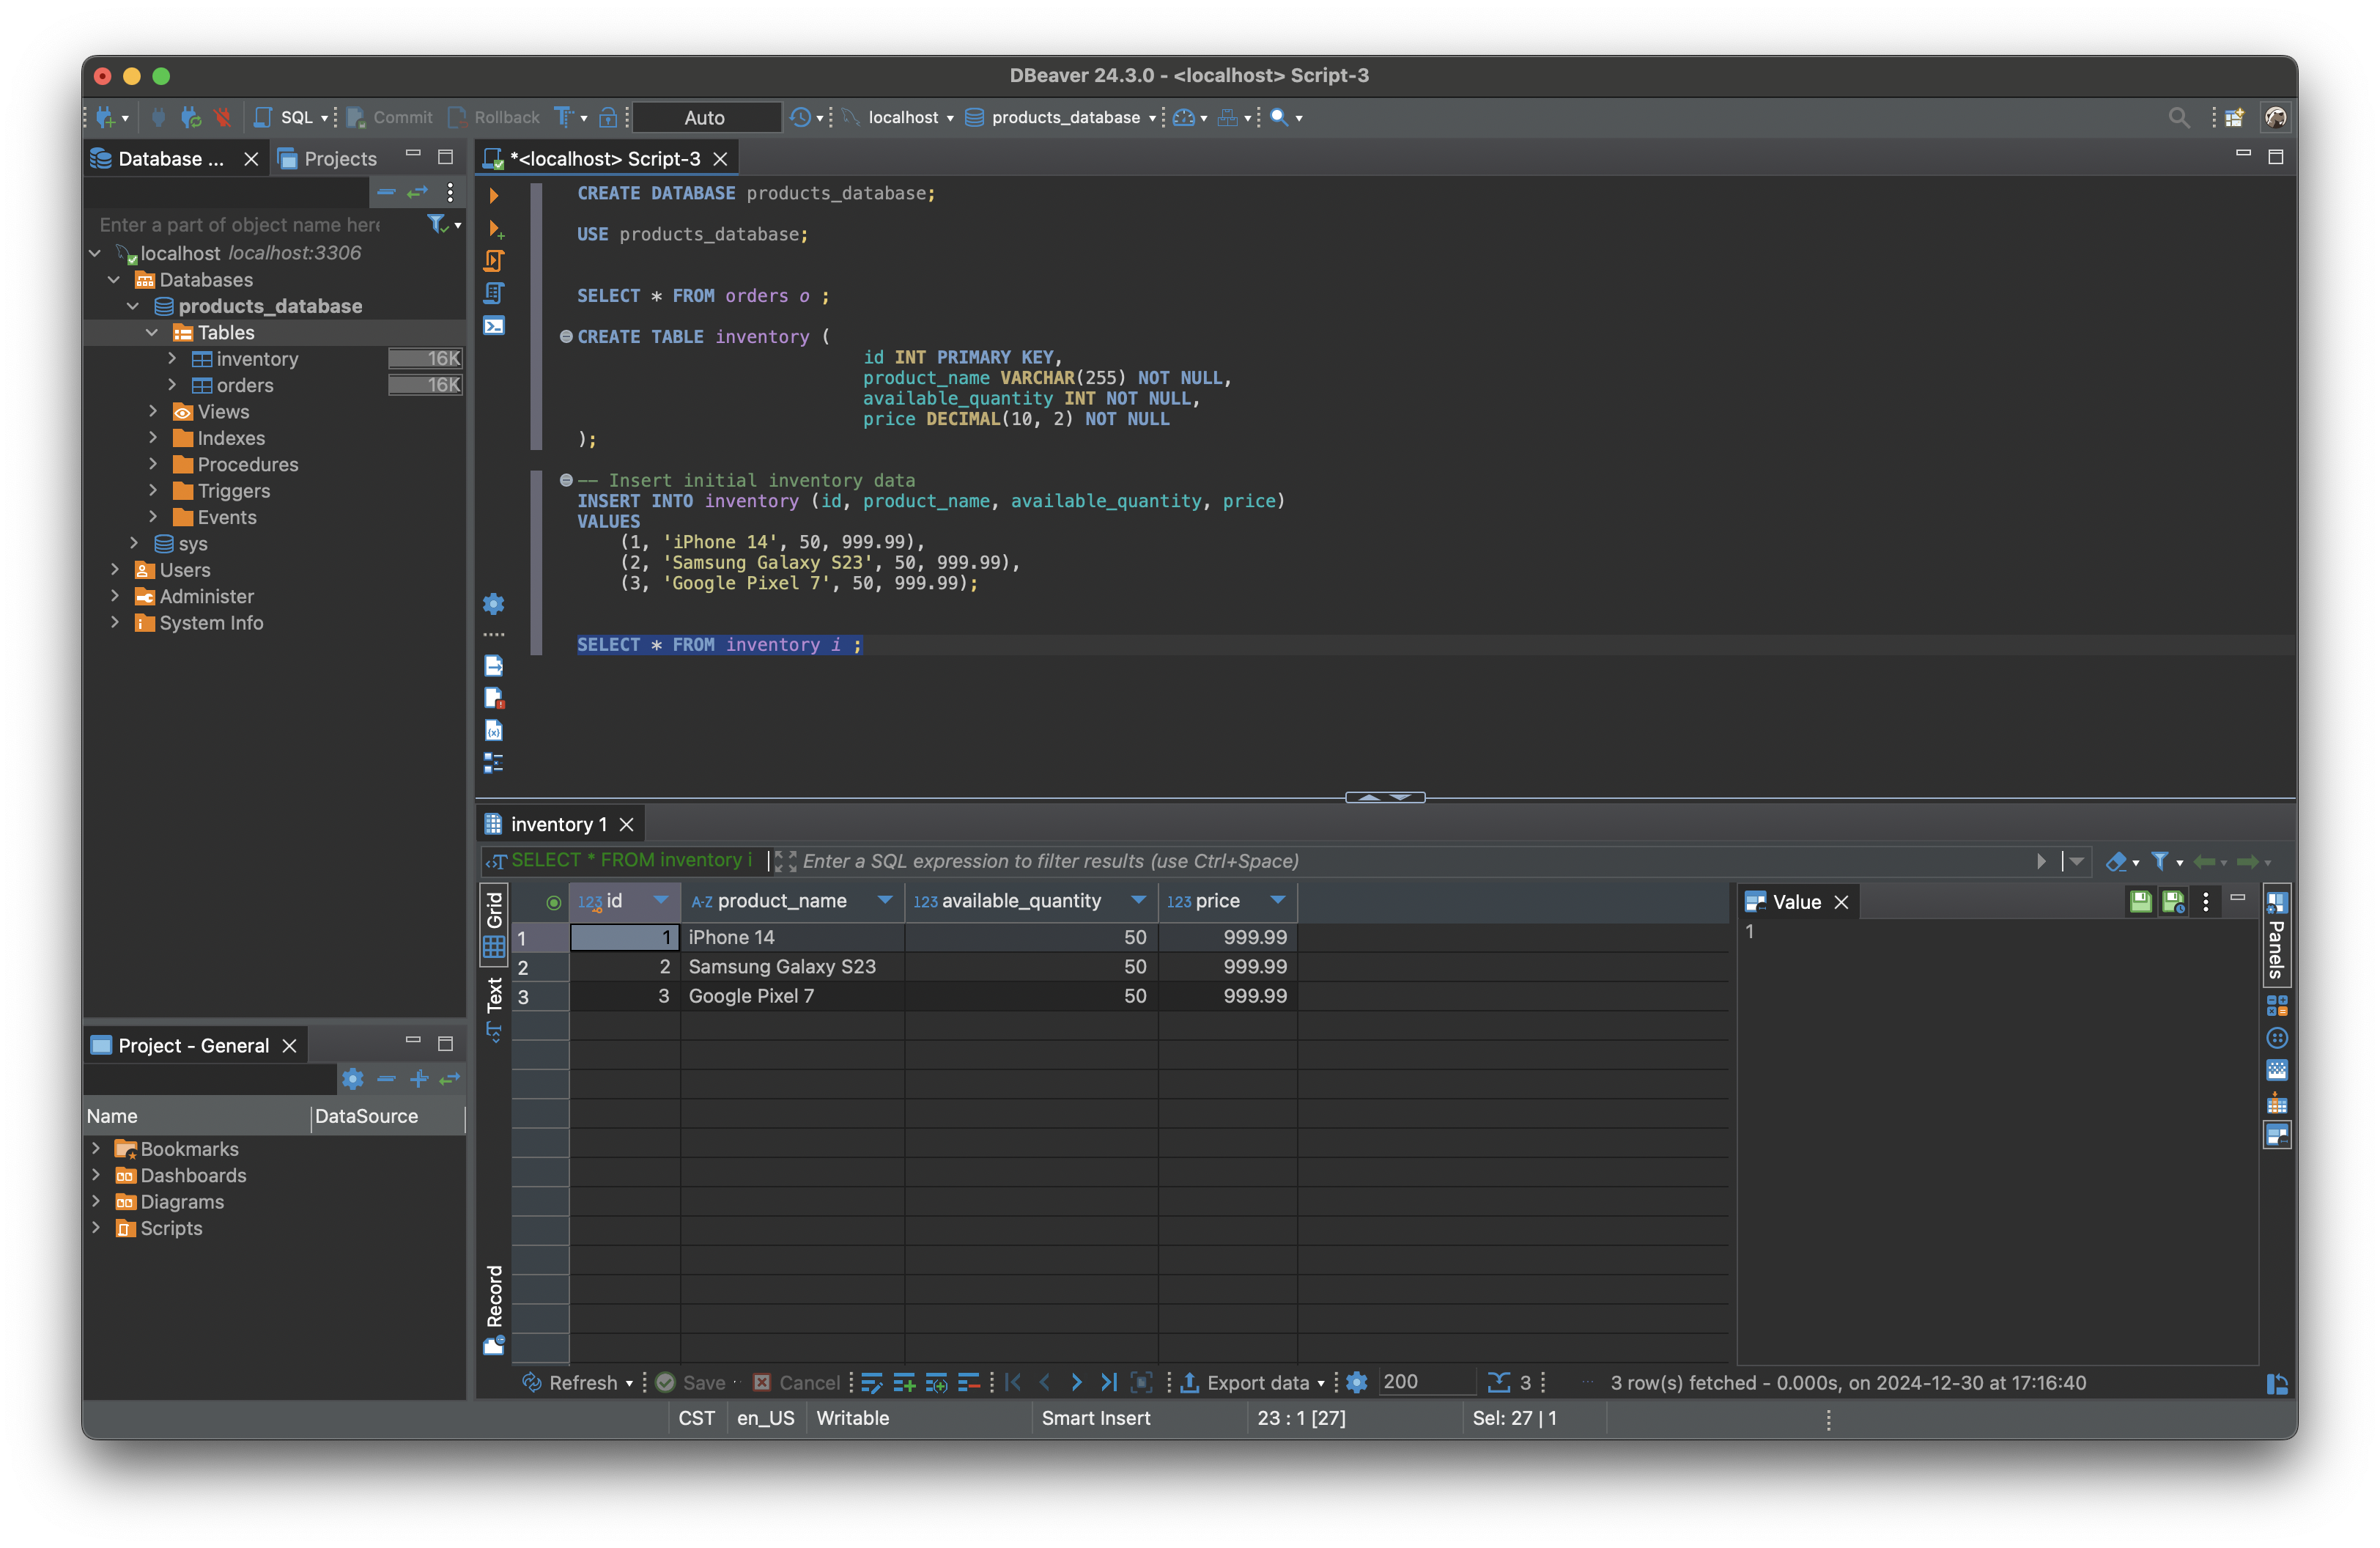 DBeaver 24.3.0 - <localhost> Script-3
SQL Commit Rollback Auto localhost products_database
Database ... Projects
Enter a part of object name here
localhost localhost:3306
Databases
products_database
Tables
inventory 16K
orders 16K
Views
Indexes
Procedures
Triggers
Events
sys
Users
Administer
System Info
Project - General
Name DataSource
Bookmarks
Dashboards
Diagrams
Scripts
*<localhost> Script-3
CREATE DATABASE products_database;
USE products_database;
SELECT * FROM orders o ;
CREATE TABLE inventory (
id INT PRIMARY KEY,
product_name VARCHAR(255) NOT NULL,
available_quantity INT NOT NULL,
price DECIMAL(10, 2) NOT NULL
);
-- Insert initial inventory data
INSERT INTO inventory (id, product_name, available_quantity, price)
VALUES
(1, 'iPhone 14', 50, 999.99),
(2, 'Samsung Galaxy S23', 50, 999.99),
(3, 'Google Pixel 7', 50, 999.99);
SELECT * FROM inventory i ;
inventory 1
SELECT * FROM inventory i Enter a SQL expression to filter results (use Ctrl+Space)
Grid
Text
Record
123 id A-Z product_name 123 available_quantity 123 price
1 1 iPhone 14 50 999.99
2 2 Samsung Galaxy S23 50 999.99
3 3 Google Pixel 7 50 999.99
Value
1
Panels
Refresh Save Cancel Export data 200 3 3 row(s) fetched - 0.000s, on 2024-12-30 at 17:16:40
CST en_US Writable Smart Insert 23 : 1 [27] Sel: 27 | 1